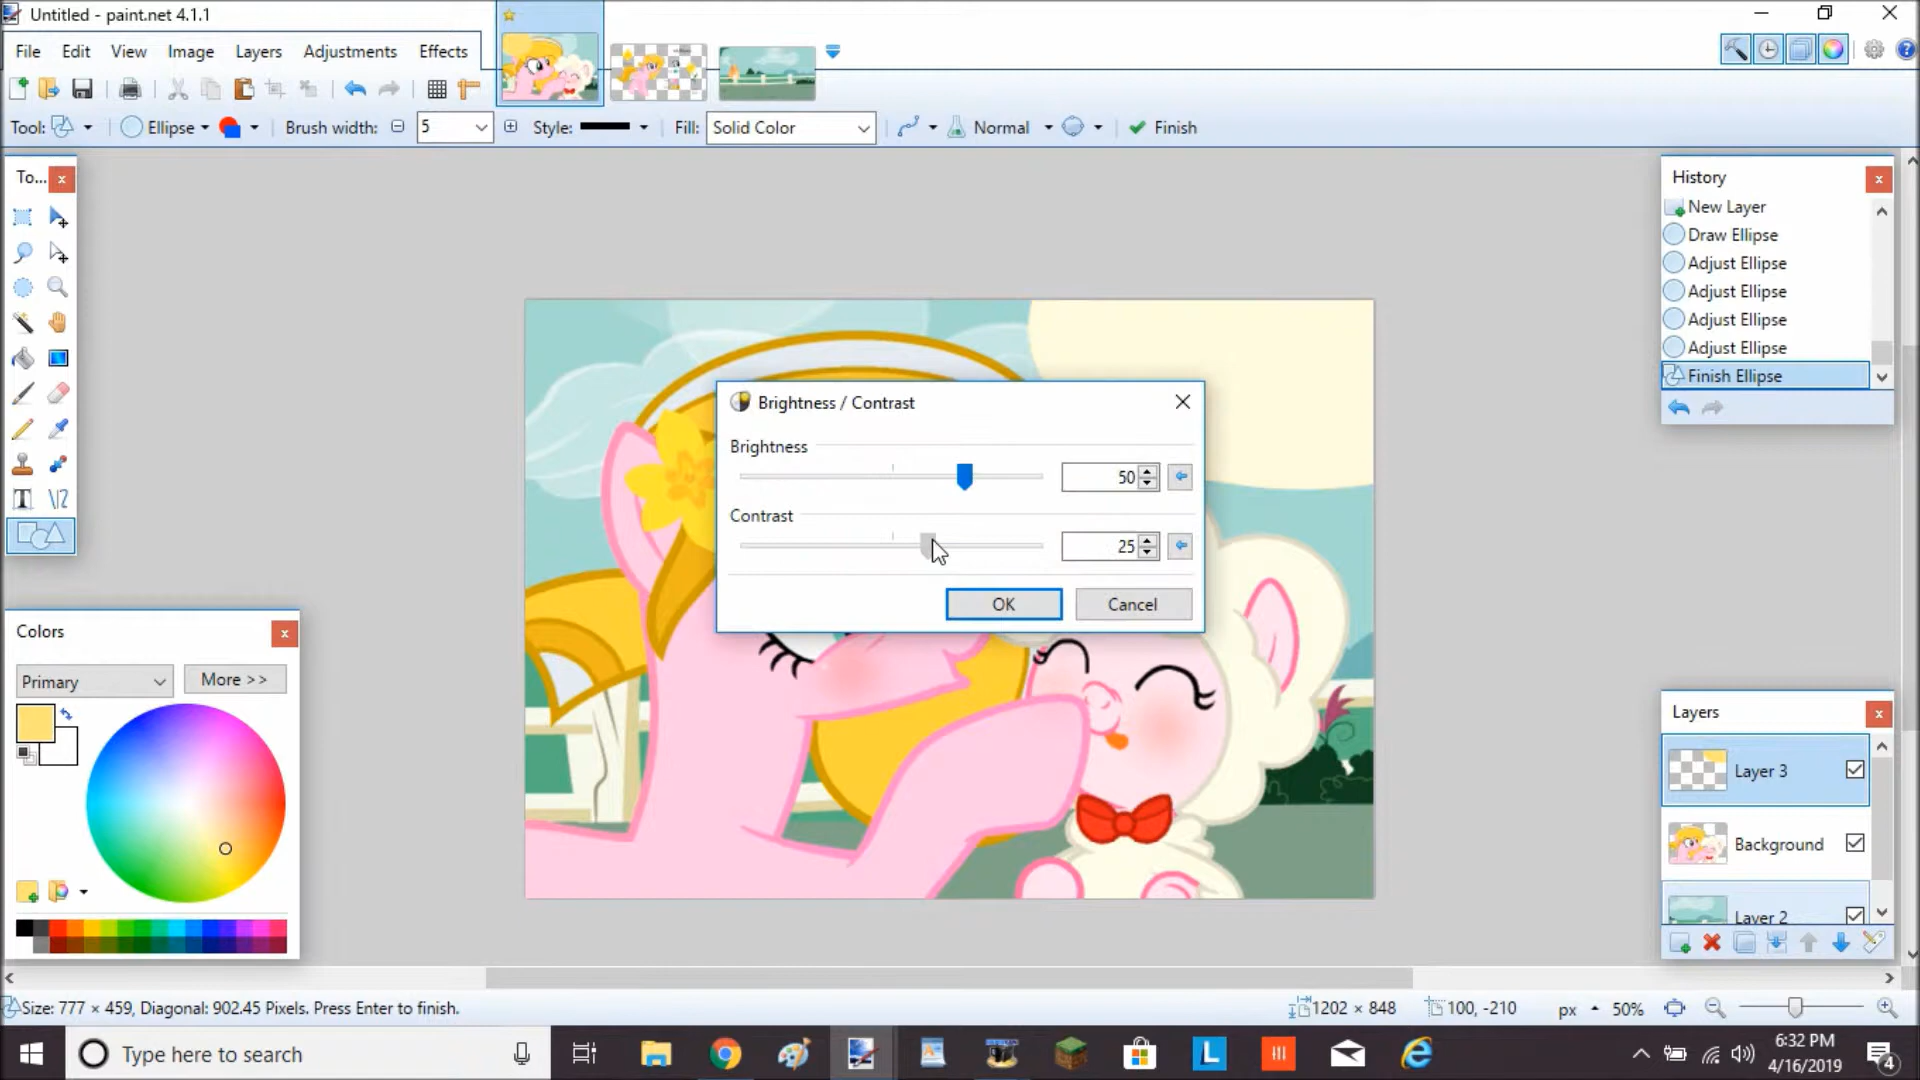 Untitled - paint.net 4.1.1
File Edit View Image Layers Adjustments Effects
Tool: Ellipse Brush width: 5 Style: Fill: Solid Color Normal Finish
To...
History
New Layer
Draw Ellipse
Adjust Ellipse
Adjust Ellipse
Adjust Ellipse
Adjust Ellipse
Finish Ellipse
Brightness / Contrast
Brightness
50
Contrast
25
OK Cancel
Colors
Primary More >>
Layers
Layer 3
Background
Layer 2
Size: 777 × 459, Diagonal: 902.45 Pixels. Press Enter to finish. 1202 × 848 100, -210 px 50%
Type here to search
6:32 PM
4/16/2019
4